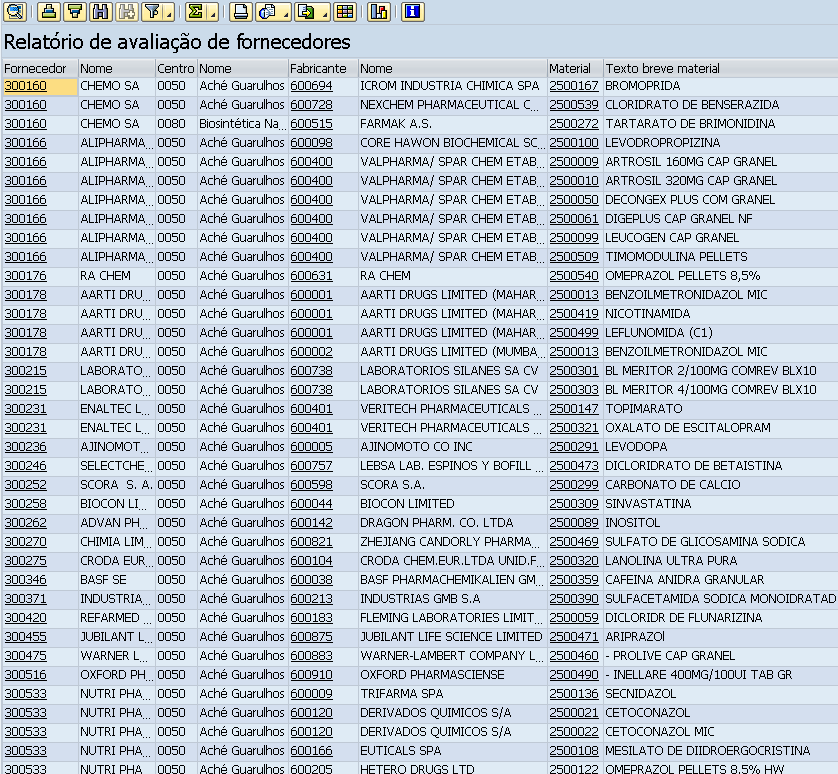 Relatório de avaliação de fornecedores
Fornecedor Nome Centro Nome Fabricante Nome Material Texto breve material
300160 CHEMO SA 0050 Aché Guarulhos 600694 ICROM INDUSTRIA CHIMICA SPA 2500167 BROMOPRIDA
300160 CHEMO SA 0050 Aché Guarulhos 600728 NEXCHEM PHARMACEUTICAL C... 2500539 CLORIDRATO DE BENSERAZIDA
300160 CHEMO SA 0080 Biosintética Na... 600515 FARMAK A.S. 2500272 TARTARATO DE BRIMONIDINA
300166 ALIPHARMA... 0050 Aché Guarulhos 600098 CORE HAWON BIOCHEMICAL SC... 2500100 LEVODROPROPIZINA
300166 ALIPHARMA... 0050 Aché Guarulhos 600400 VALPHARMA/ SPAR CHEM ETAB... 2500009 ARTROSIL 160MG CAP GRANEL
300166 ALIPHARMA... 0050 Aché Guarulhos 600400 VALPHARMA/ SPAR CHEM ETAB... 2500010 ARTROSIL 320MG CAP GRANEL
300166 ALIPHARMA... 0050 Aché Guarulhos 600400 VALPHARMA/ SPAR CHEM ETAB... 2500050 DECONGEX PLUS COM GRANEL
300166 ALIPHARMA... 0050 Aché Guarulhos 600400 VALPHARMA/ SPAR CHEM ETAB... 2500061 DIGEPLUS CAP GRANEL NF
300166 ALIPHARMA... 0050 Aché Guarulhos 600400 VALPHARMA/ SPAR CHEM ETAB... 2500099 LEUCOGEN CAP GRANEL
300166 ALIPHARMA... 0050 Aché Guarulhos 600400 VALPHARMA/ SPAR CHEM ETAB... 2500509 TIMOMODULINA PELLETS
300176 RA CHEM 0050 Aché Guarulhos 600631 RA CHEM 2500540 OMEPRAZOL PELLETS 8,5%
300178 AARTI DRU... 0050 Aché Guarulhos 600001 AARTI DRUGS LIMITED (MAHAR... 2500013 BENZOILMETRONIDAZOL MIC
300178 AARTI DRU... 0050 Aché Guarulhos 600001 AARTI DRUGS LIMITED (MAHAR... 2500419 NICOTINAMIDA
300178 AARTI DRU... 0050 Aché Guarulhos 600001 AARTI DRUGS LIMITED (MAHAR... 2500499 LEFLUNOMIDA (C1)
300178 AARTI DRU... 0050 Aché Guarulhos 600002 AARTI DRUGS LIMITED (MUMBA... 2500013 BENZOILMETRONIDAZOL MIC
300215 LABORATO... 0050 Aché Guarulhos 600738 LABORATORIOS SILANES SA CV 2500301 BL MERITOR 2/100MG COMREV BLX10
300215 LABORATO... 0050 Aché Guarulhos 600738 LABORATORIOS SILANES SA CV 2500303 BL MERITOR 4/100MG COMREV BLX10
300231 ENALTEC L... 0050 Aché Guarulhos 600401 VERITECH PHARMACEUTICALS ... 2500147 TOPIMARATO
300231 ENALTEC L... 0050 Aché Guarulhos 600401 VERITECH PHARMACEUTICALS ... 2500321 OXALATO DE ESCITALOPRAM
300236 AJINOMOT... 0050 Aché Guarulhos 600005 AJINOMOTO CO INC 2500291 LEVODOPA
300246 SELECTCHE... 0050 Aché Guarulhos 600757 LEBSA LAB. ESPINOS Y BOFILL ... 2500473 DICLORIDRATO DE BETAISTINA
300252 SCORA S. A. 0050 Aché Guarulhos 600598 SCORA S.A. 2500299 CARBONATO DE CALCIO
300258 BIOCON LI... 0050 Aché Guarulhos 600044 BIOCON LIMITED 2500309 SINVASTATINA
300262 ADVAN PH... 0050 Aché Guarulhos 600142 DRAGON PHARM. CO. LTDA 2500089 INOSITOL
300270 CHIMIA LIM... 0050 Aché Guarulhos 600821 ZHEJIANG CANDORLY PHARMA... 2500469 SULFATO DE GLICOSAMINA SODICA
300275 CRODA EUR... 0050 Aché Guarulhos 600104 CRODA CHEM.EUR.LTDA UNID.F... 2500320 LANOLINA ULTRA PURA
300346 BASF SE 0050 Aché Guarulhos 600038 BASF PHARMACHEMIKALIEN GM... 2500359 CAFEINA ANIDRA GRANULAR
300371 INDUSTRIA... 0050 Aché Guarulhos 600213 INDUSTRIAS GMB S.A 2500390 SULFACETAMIDA SODICA MONOIDRATAD
300420 REFARMED ... 0050 Aché Guarulhos 600183 FLEMING LABORATORIES LIMIT... 2500059 DICLORIDR DE FLUNARIZINA
300455 JUBILANT L... 0050 Aché Guarulhos 600875 JUBILANT LIFE SCIENCE LIMITED 2500471 ARIPRAZOl
300475 WARNER L... 0050 Aché Guarulhos 600883 WARNER-LAMBERT COMPANY L... 2500460 - PROLIVE CAP GRANEL
300516 OXFORD PH... 0050 Aché Guarulhos 600910 OXFORD PHARMASCIENSE 2500490 - INELLARE 400MG/100UI TAB GR
300533 NUTRI PHA... 0050 Aché Guarulhos 600009 TRIFARMA SPA 2500136 SECNIDAZOL
300533 NUTRI PHA... 0050 Aché Guarulhos 600120 DERIVADOS QUIMICOS S/A 2500021 CETOCONAZOL
300533 NUTRI PHA... 0050 Aché Guarulhos 600120 DERIVADOS QUIMICOS S/A 2500022 CETOCONAZOL MIC
300533 NUTRI PHA... 0050 Aché Guarulhos 600166 EUTICALS SPA 2500108 MESILATO DE DIIDROERGOCRISTINA
300533 NUTRI PHA... 0050 Aché Guarulhos 600205 HETERO DRUGS LTD 2500122 OMEPRAZOL PELLETS 8,5% HW